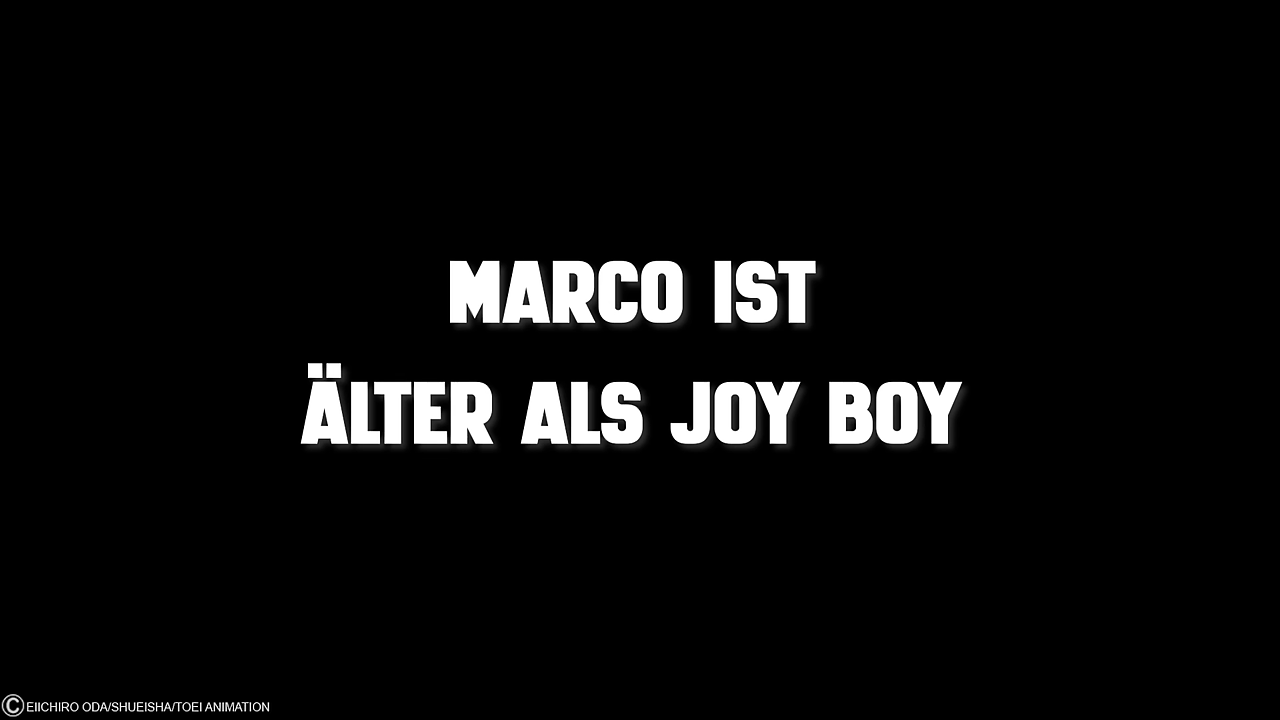 MARCO IST
ÄLTER ALS JOY BOY
©EIICHIRO ODA/SHUEISHA/TOEI ANIMATION